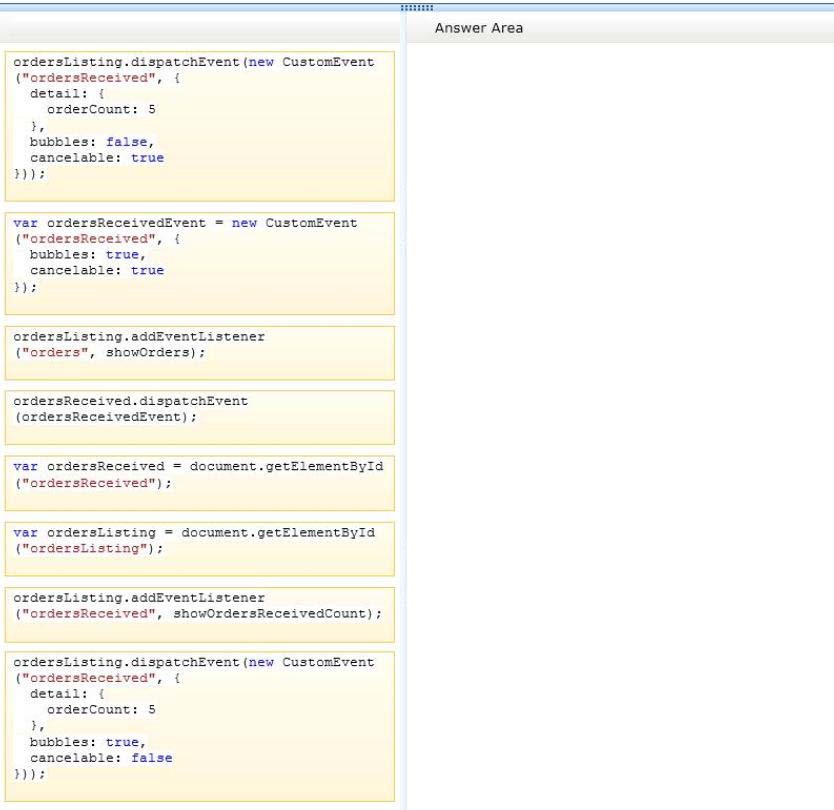 Answer Area
ordersListing.dispatchEvent(new CustomEvent
("ordersReceived", {
  detail: {
    orderCount: 5
  },
  bubbles: false,
  cancelable: true
}));
var ordersReceivedEvent = new CustomEvent
("ordersReceived", {
  bubbles: true,
  cancelable: true
});
ordersListing.addEventListener
("orders", showOrders);
ordersReceived.dispatchEvent
(ordersReceivedEvent);
var ordersReceived = document.getElementById
("ordersReceived");
var ordersListing = document.getElementById
("ordersListing");
ordersListing.addEventListener
("ordersReceived", showOrdersReceivedCount);
ordersListing.dispatchEvent(new CustomEvent
("ordersReceived", {
  detail: {
    orderCount: 5
  },
  bubbles: true,
  cancelable: false
}));